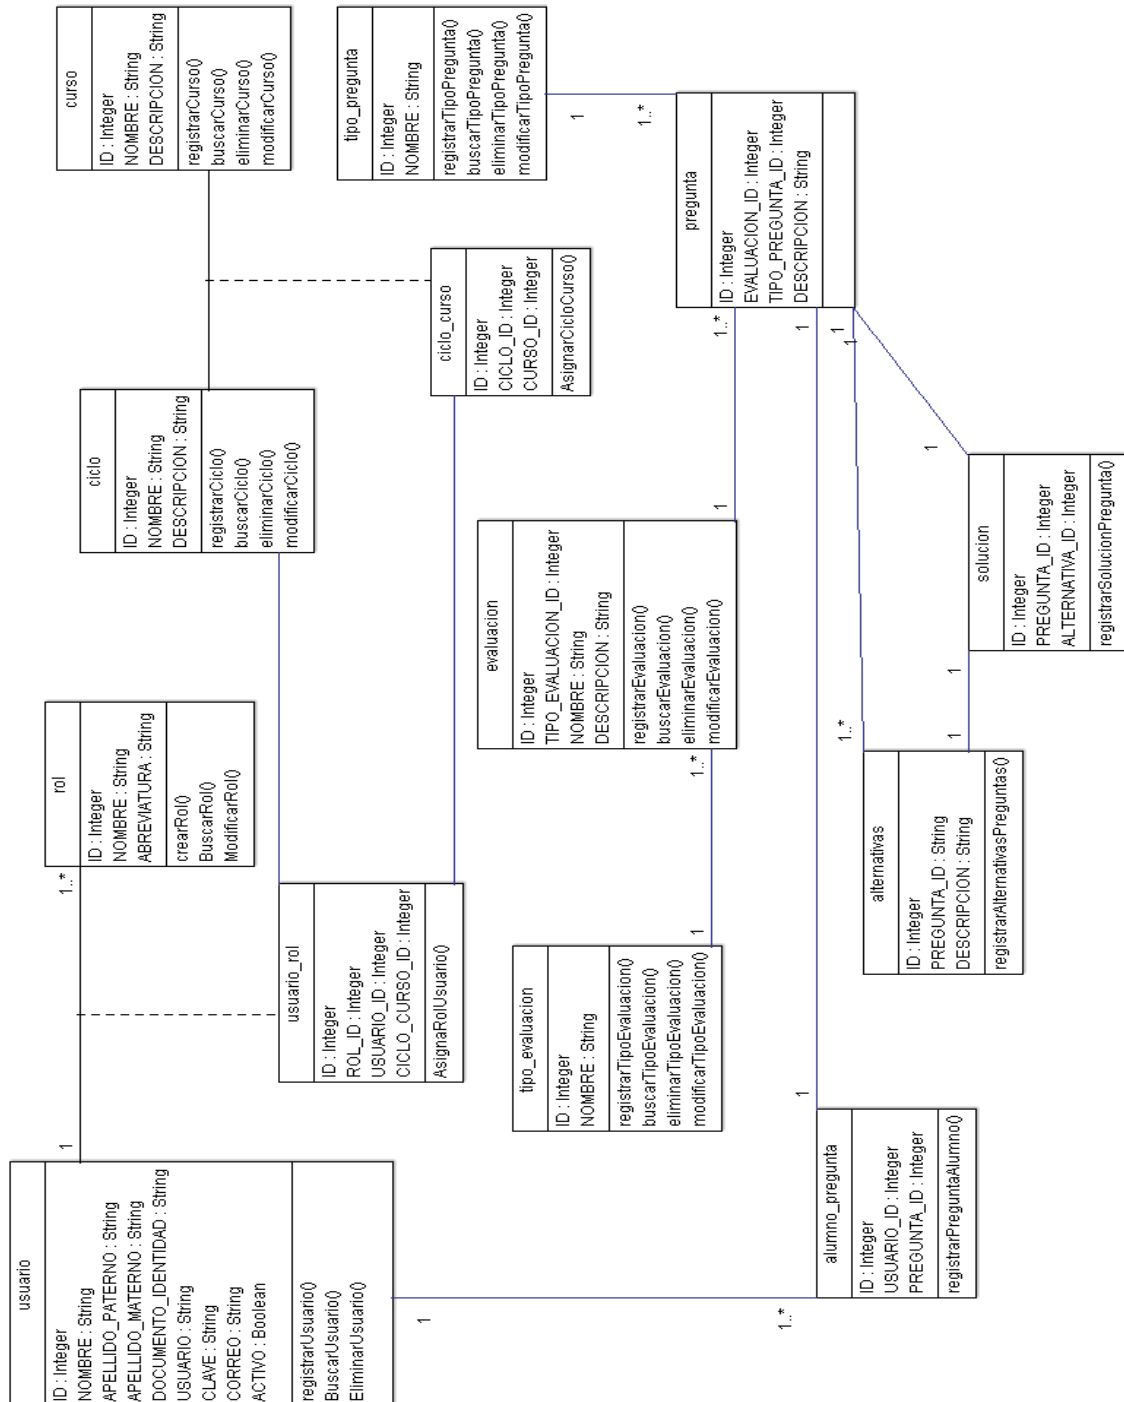 usuario
ID : Integer
NOMBRE : String
APELLIDO_PATERNO : String
APELLIDO_MATERNO : String
DOCUMENTO_IDENTIDAD : String
USUARIO : String
CLAVE : String
CORREO : String
ACTIVO : Boolean
registrarUsuario()
BuscarUsuario()
EliminarUsuario()
1
1..*
rol
ID : Integer
NOMBRE : String
ABREVIATURA : String
crearRol()
BuscarRol()
ModificarRol()
usuario_rol
ID : Integer
ROL_ID : Integer
USUARIO_ID : Integer
CICLO_CURSO_ID : Integer
AsignaRolUsuario()
ciclo
ID : Integer
NOMBRE : String
DESCRIPCION : String
registrarCiclo()
buscarCiclo()
eliminarCiclo()
modificarCiclo()
curso
ID : Integer
NOMBRE : String
DESCRIPCION : String
registrarCurso()
buscarCurso()
eliminarCurso()
modificarCurso()
ciclo_curso
ID : Integer
CICLO_ID : Integer
CURSO_ID : Integer
AsignarCicloCurso()
tipo_pregunta
ID : Integer
NOMBRE : String
registrarTipoPregunta()
buscarTipoPregunta()
eliminarTipoPregunta()
modificarTipoPregunta()
1
1..*
tipo_evaluacion
ID : Integer
NOMBRE : String
registrarTipoEvaluacion()
buscarTipoEvaluacion()
eliminarTipoEvaluacion()
modificarTipoEvaluacion()
1
1..*
evaluacion
ID : Integer
TIPO_EVALUACION_ID : Integer
NOMBRE : String
DESCRIPCION : String
registrarEvaluacion()
buscarEvaluacion()
eliminarEvaluacion()
modificarEvaluacion()
1
1..*
pregunta
ID : Integer
EVALUACION_ID : Integer
TIPO_PREGUNTA_ID : Integer
DESCRIPCION : String
1
1..*
alumno_pregunta
ID : Integer
USUARIO_ID : Integer
PREGUNTA_ID : Integer
registrarPreguntaAlumno()
1
1
alternativas
ID : Integer
PREGUNTA_ID : String
DESCRIPCION : String
registrarAlternativasPreguntas()
1..*
1
1
1
solucion
ID : Integer
PREGUNTA_ID : Integer
ALTERNATIVA_ID : Integer
registrarSolucionPregunta()
1
1